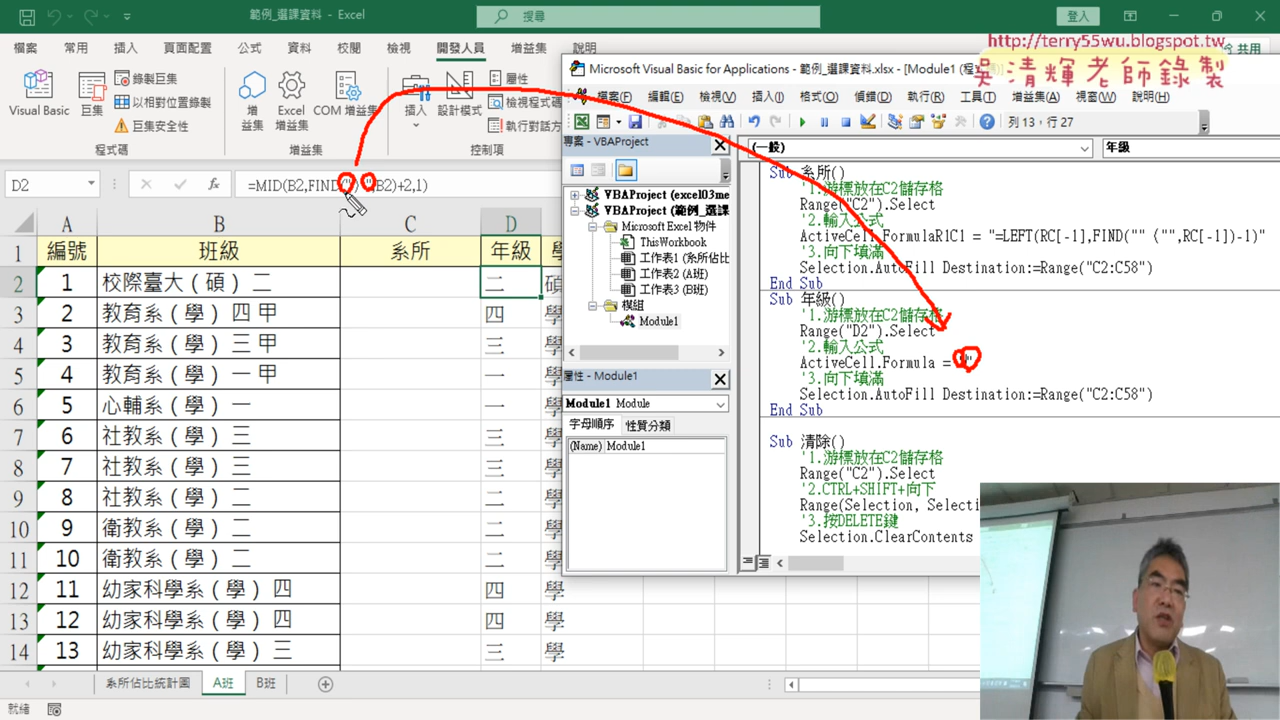 範例_選課資料 - Excel
搜尋
登入
http://terry55wu.blogspot.tw
吳清輝老師錄製
檔案 常用 插入 頁面配置 公式 資料 校閱 檢視 開發人員 增益集 說明
共用
Visual Basic
巨集
錄製巨集
以相對位置錄製
巨集安全性
程式碼
增益集
Excel 增益集
COM 增益集
增益集
插入
設計模式
屬性
檢視程式碼
執行對話方
控制項
D2
=MID(B2,FIND(")",B2)+2,1)
A B C D
1 編號 班級 系所 年級 學
2 1 校際臺大（碩） 二 二 碩
3 2 教育系（學） 四 甲 四 學
4 3 教育系（學） 三 甲 三 學
5 4 教育系（學） 一 甲 一 學
6 5 心輔系（學） 一 一 學
7 6 社教系（學） 三 三 學
8 7 社教系（學） 三 三 學
9 8 社教系（學） 二 二 學
10 9 衛教系（學） 二 二 學
11 10 衛教系（學） 二 二 學
12 11 幼家科學系（學） 四 四 學
13 12 幼家科學系（學） 四 四 學
14 13 幼家科學系（學） 三 三 學
系所佔比統計圖 A班 B班
就緒
Microsoft Visual Basic for Applications - 範例_選課資料.xlsx - [Module1 (程式碼)]
檔案(F) 編輯(E) 檢視(V) 插入(I) 格式(O) 偵錯(D) 執行(R) 工具(T) 增益集(A) 視窗(W) 說明(H)
列 13，行 27
專案 - VBAProject
VBAProject (excel03me
VBAProject (範例_選課
Microsoft Excel 物件
ThisWorkbook
工作表1 (系所佔比
工作表2 (A班)
工作表3 (B班)
模組
Module1
屬性 - Module1
Module1 Module
字母順序 性質分類
(Name) Module1
(一般)
年級
Sub 系所()
'1.游標放在C2儲存格
Range("C2").Select
'2.輸入公式
ActiveCell.FormulaR1C1 = "=LEFT(RC[-1],FIND(""（"",RC[-1])-1)"
'3.向下填滿
Selection.AutoFill Destination:=Range("C2:C58")
End Sub
Sub 年級()
'1.游標放在C2儲存格
Range("D2").Select
'2.輸入公式
ActiveCell.Formula = ""
'3.向下填滿
Selection.AutoFill Destination:=Range("C2:C58")
End Sub
Sub 清除()
'1.游標放在C2儲存格
Range("C2").Select
'2.CTRL+SHIFT+向下
Range(Selection, Selecti
'3.按DELETE鍵
Selection.ClearContents